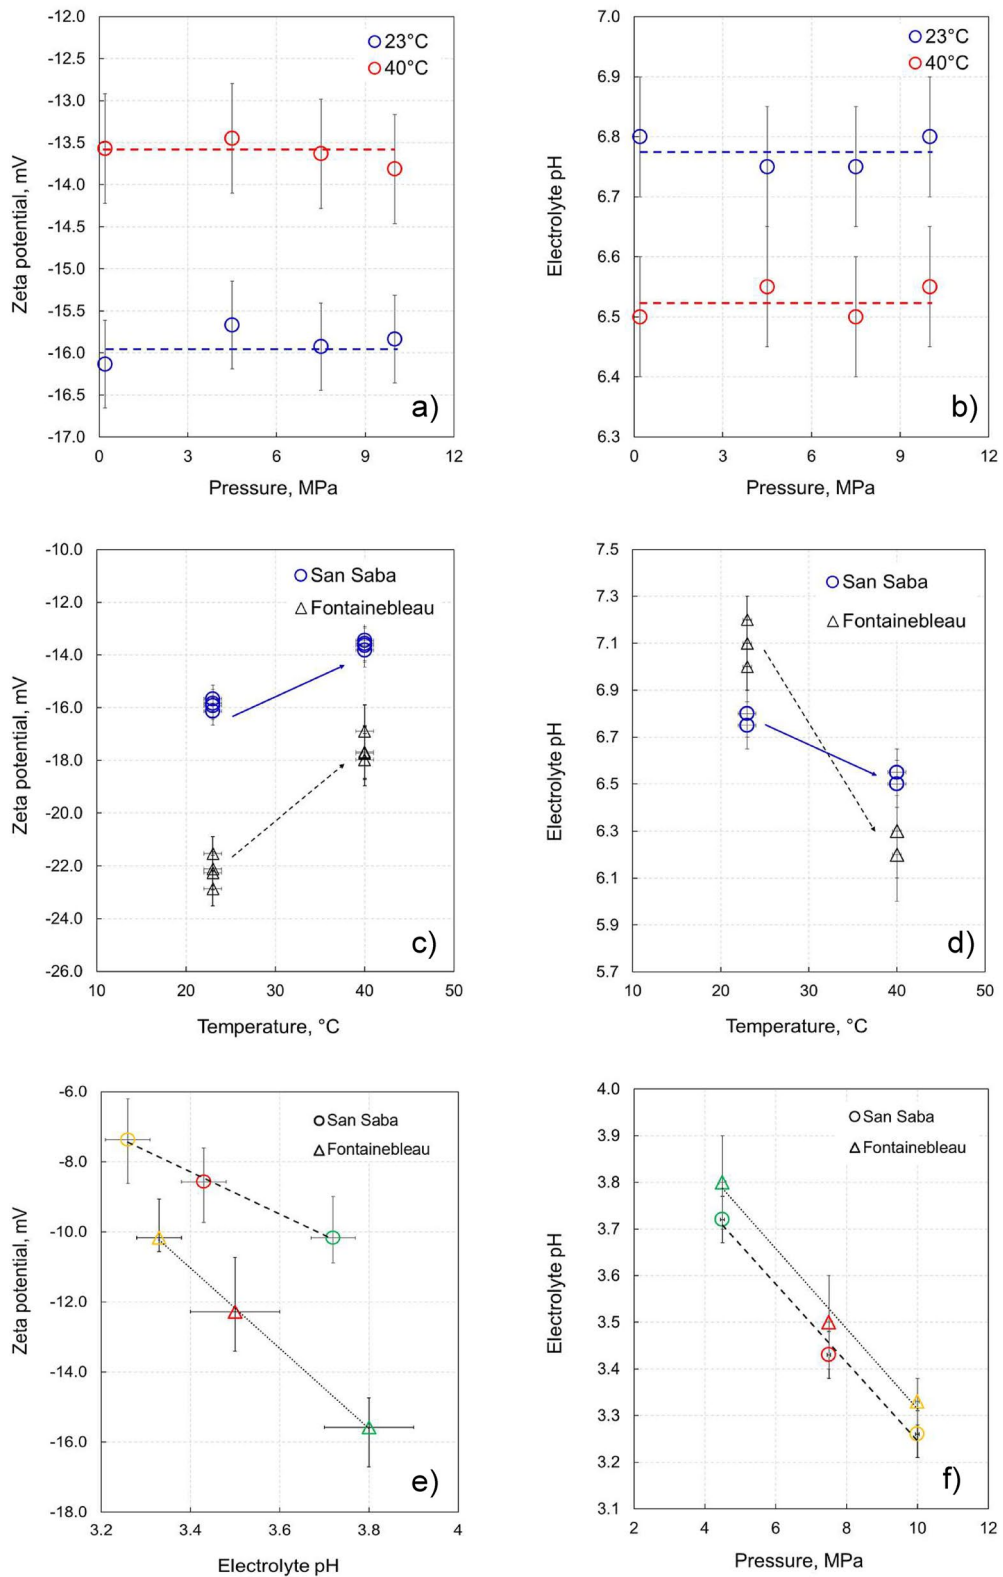 -12.0
-12.5
-13.0
-13.5
-14.0
-14.5
-15.0
-15.5
-16.0
-16.5
-17.0
Zeta potential, mV
23°C
40°C
a)
0 3 6 9 12
Pressure, MPa
7.0
6.9
6.8
6.7
6.6
6.5
6.4
6.3
Electrolyte pH
23°C
40°C
b)
0 3 6 9 12
Pressure, MPa
-10.0
-12.0
-14.0
-16.0
-18.0
-20.0
-22.0
-24.0
-26.0
Zeta potential, mV
San Saba
Fontainebleau
c)
10 20 30 40 50
Temperature, °C
7.5
7.3
7.1
6.9
6.7
6.5
6.3
6.1
5.9
5.7
Electrolyte pH
San Saba
Fontainebleau
d)
10 20 30 40 50
Temperature, °C
-6.0
-8.0
-10.0
-12.0
-14.0
-16.0
-18.0
Zeta potential, mV
San Saba
Fontainebleau
e)
3.2 3.4 3.6 3.8 4
Electrolyte pH
4.0
3.9
3.8
3.7
3.6
3.5
3.4
3.3
3.2
3.1
Electrolyte pH
San Saba
Fontainebleau
f)
2 4 6 8 10 12
Pressure, MPa